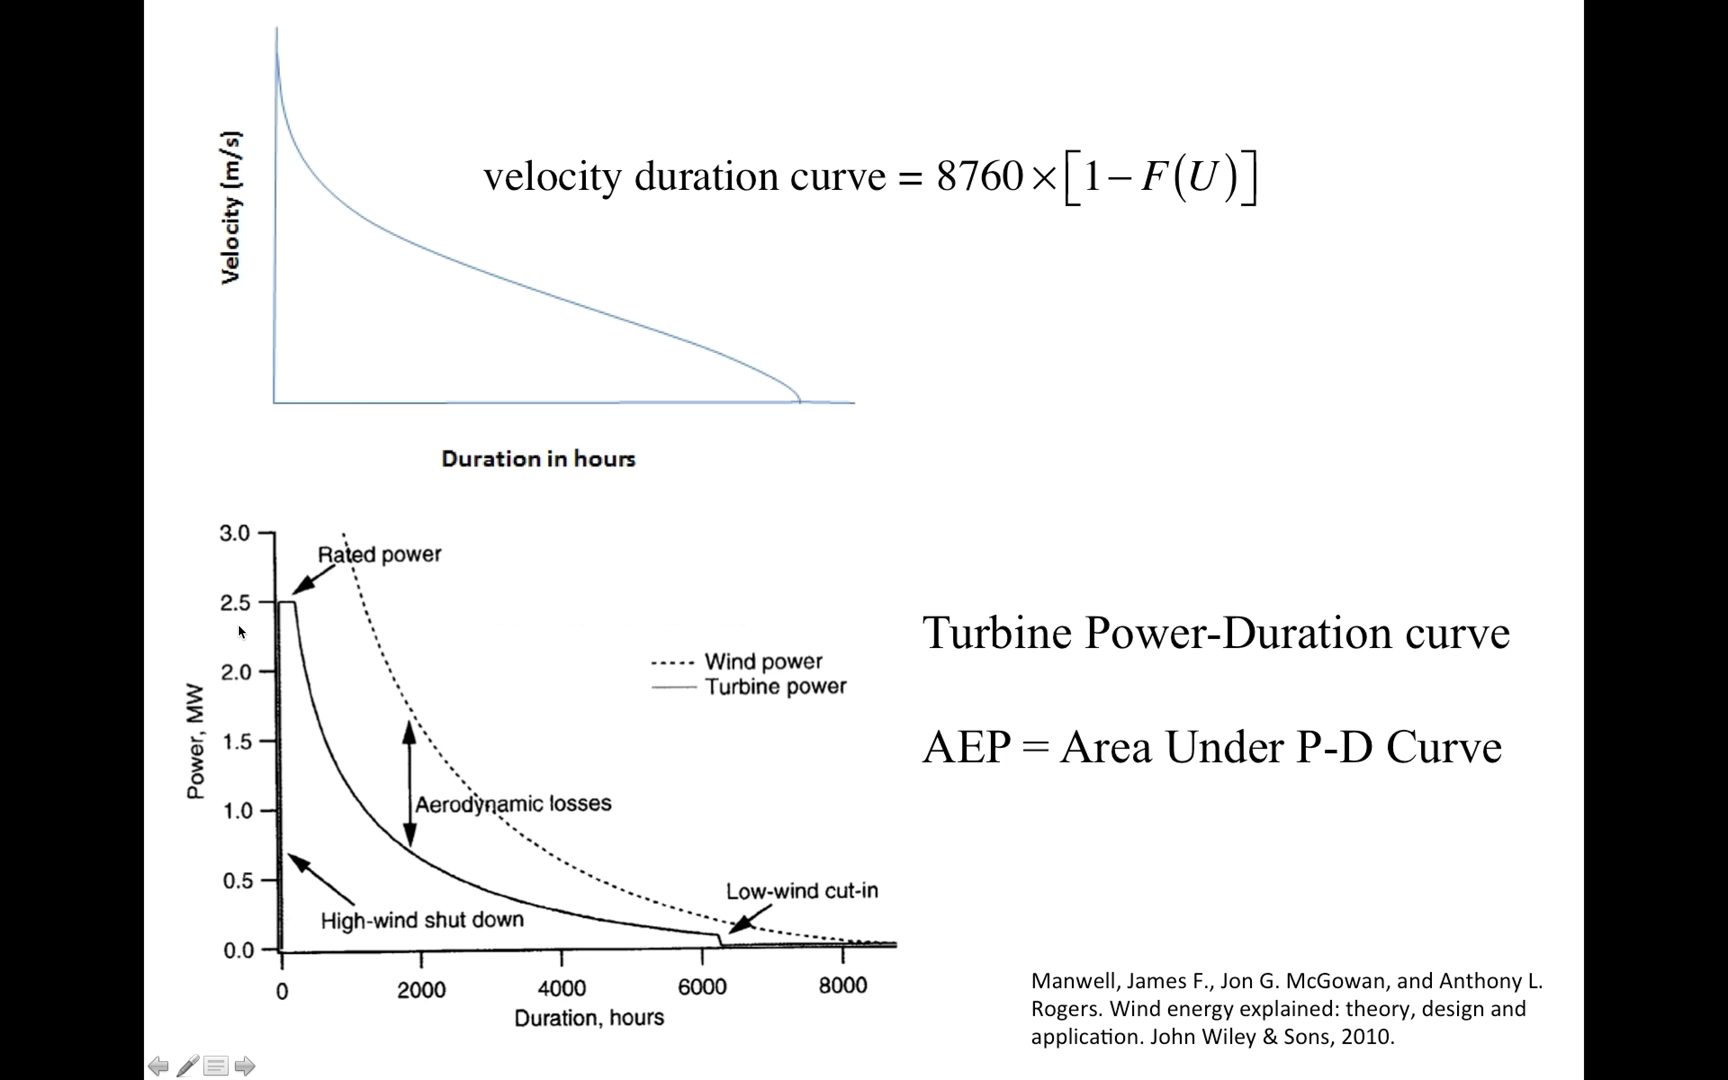 Velocity (m/s)
velocity duration curve = 8760 × [1 − F(U)]
Duration in hours
3.0
2.5
2.0
1.5
1.0
0.5
0.0
Power, MW
Rated power
Wind power
Turbine power
Aerodynamic losses
Low-wind cut-in
High-wind shut down
0 2000 4000 6000 8000
Duration, hours
Turbine Power-Duration curve
AEP = Area Under P-D Curve
Manwell, James F., Jon G. McGowan, and Anthony L.
Rogers. Wind energy explained: theory, design and
application. John Wiley & Sons, 2010.